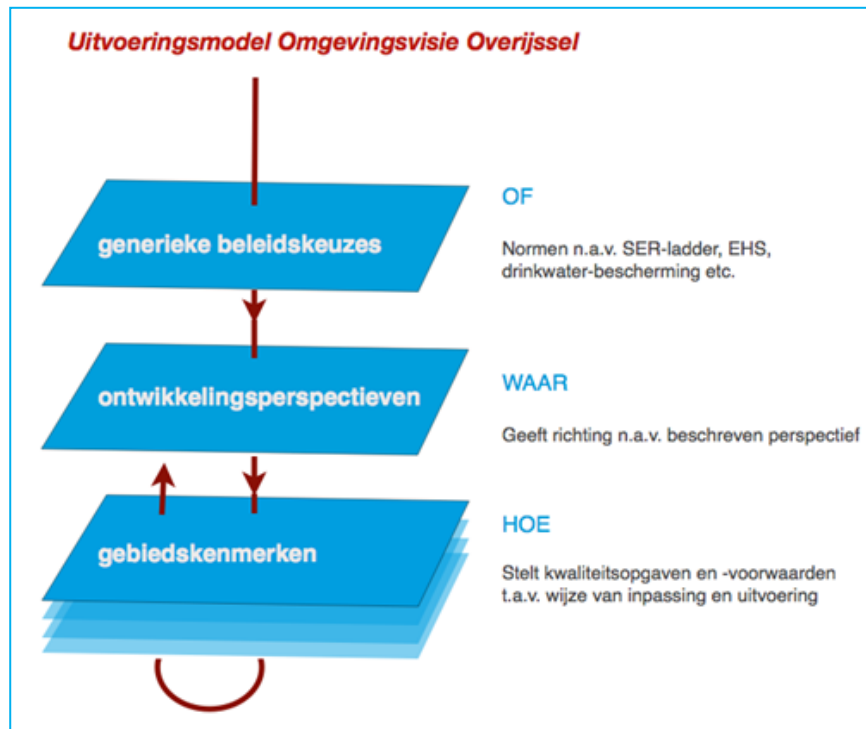 Uitvoeringsmodel Omgevingsvisie Overijssel
generieke beleidskeuzes
OF
Normen n.a.v. SER-ladder, EHS,
drinkwater-bescherming etc.
ontwikkelingsperspectieven
WAAR
Geeft richting n.a.v. beschreven perspectief
gebiedskenmerken
HOE
Stelt kwaliteitsopgaven en -voorwaarden
t.a.v. wijze van inpassing en uitvoering